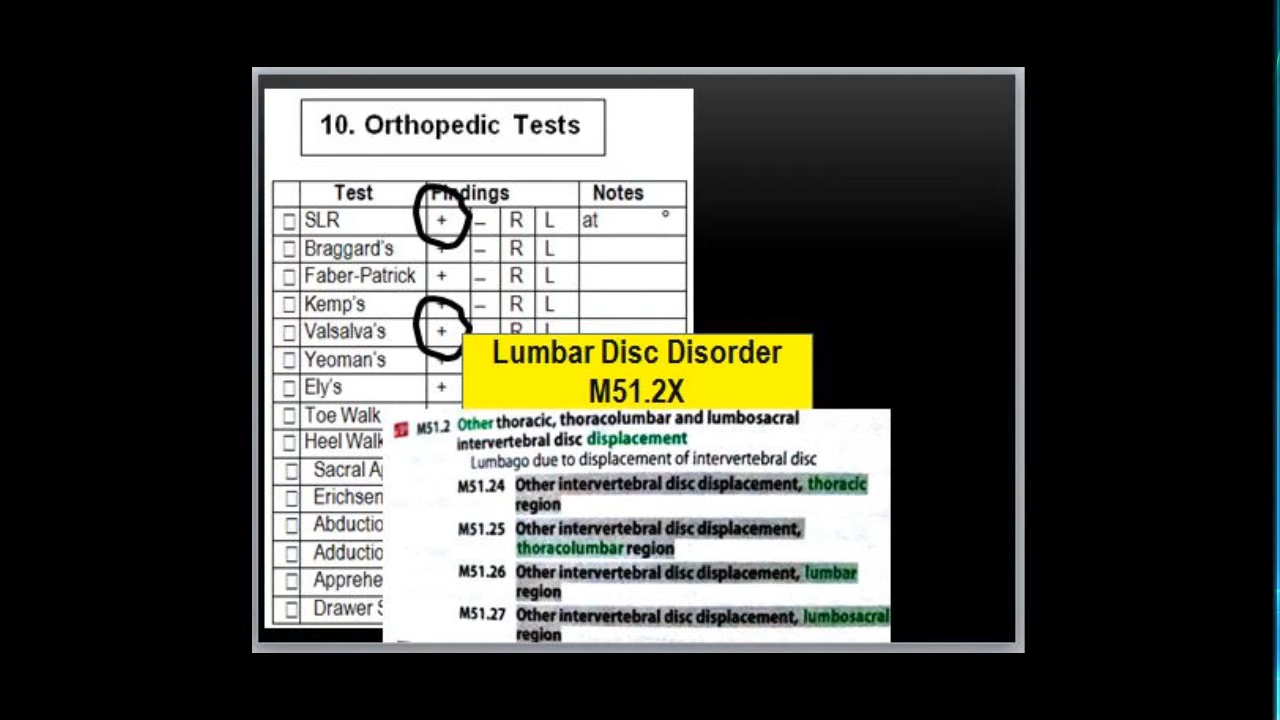 10. Orthopedic Tests
Test Findings Notes
SLR + – R L at °
Braggard's + – R L
Faber-Patrick + – R L
Kemp's + – R L
Valsalva's + R L
Yeoman's +
Ely's +
Toe Walk
Heel Walk
Sacral
Erichsen
Drawer
Lumbar Disc Disorder
M51.2X
M51.2 Other thoracic, thoracolumbar and lumbosacral
intervertebral disc displacement
Lumbago due to displacement of intervertebral disc
M51.24 Other intervertebral disc displacement, thoracic
region
M51.25 Other intervertebral disc displacement,
thoracolumbar region
M51.26 Other intervertebral disc displacement, lumbar
region
M51.27 Other intervertebral disc displacement, lumbosacral
region